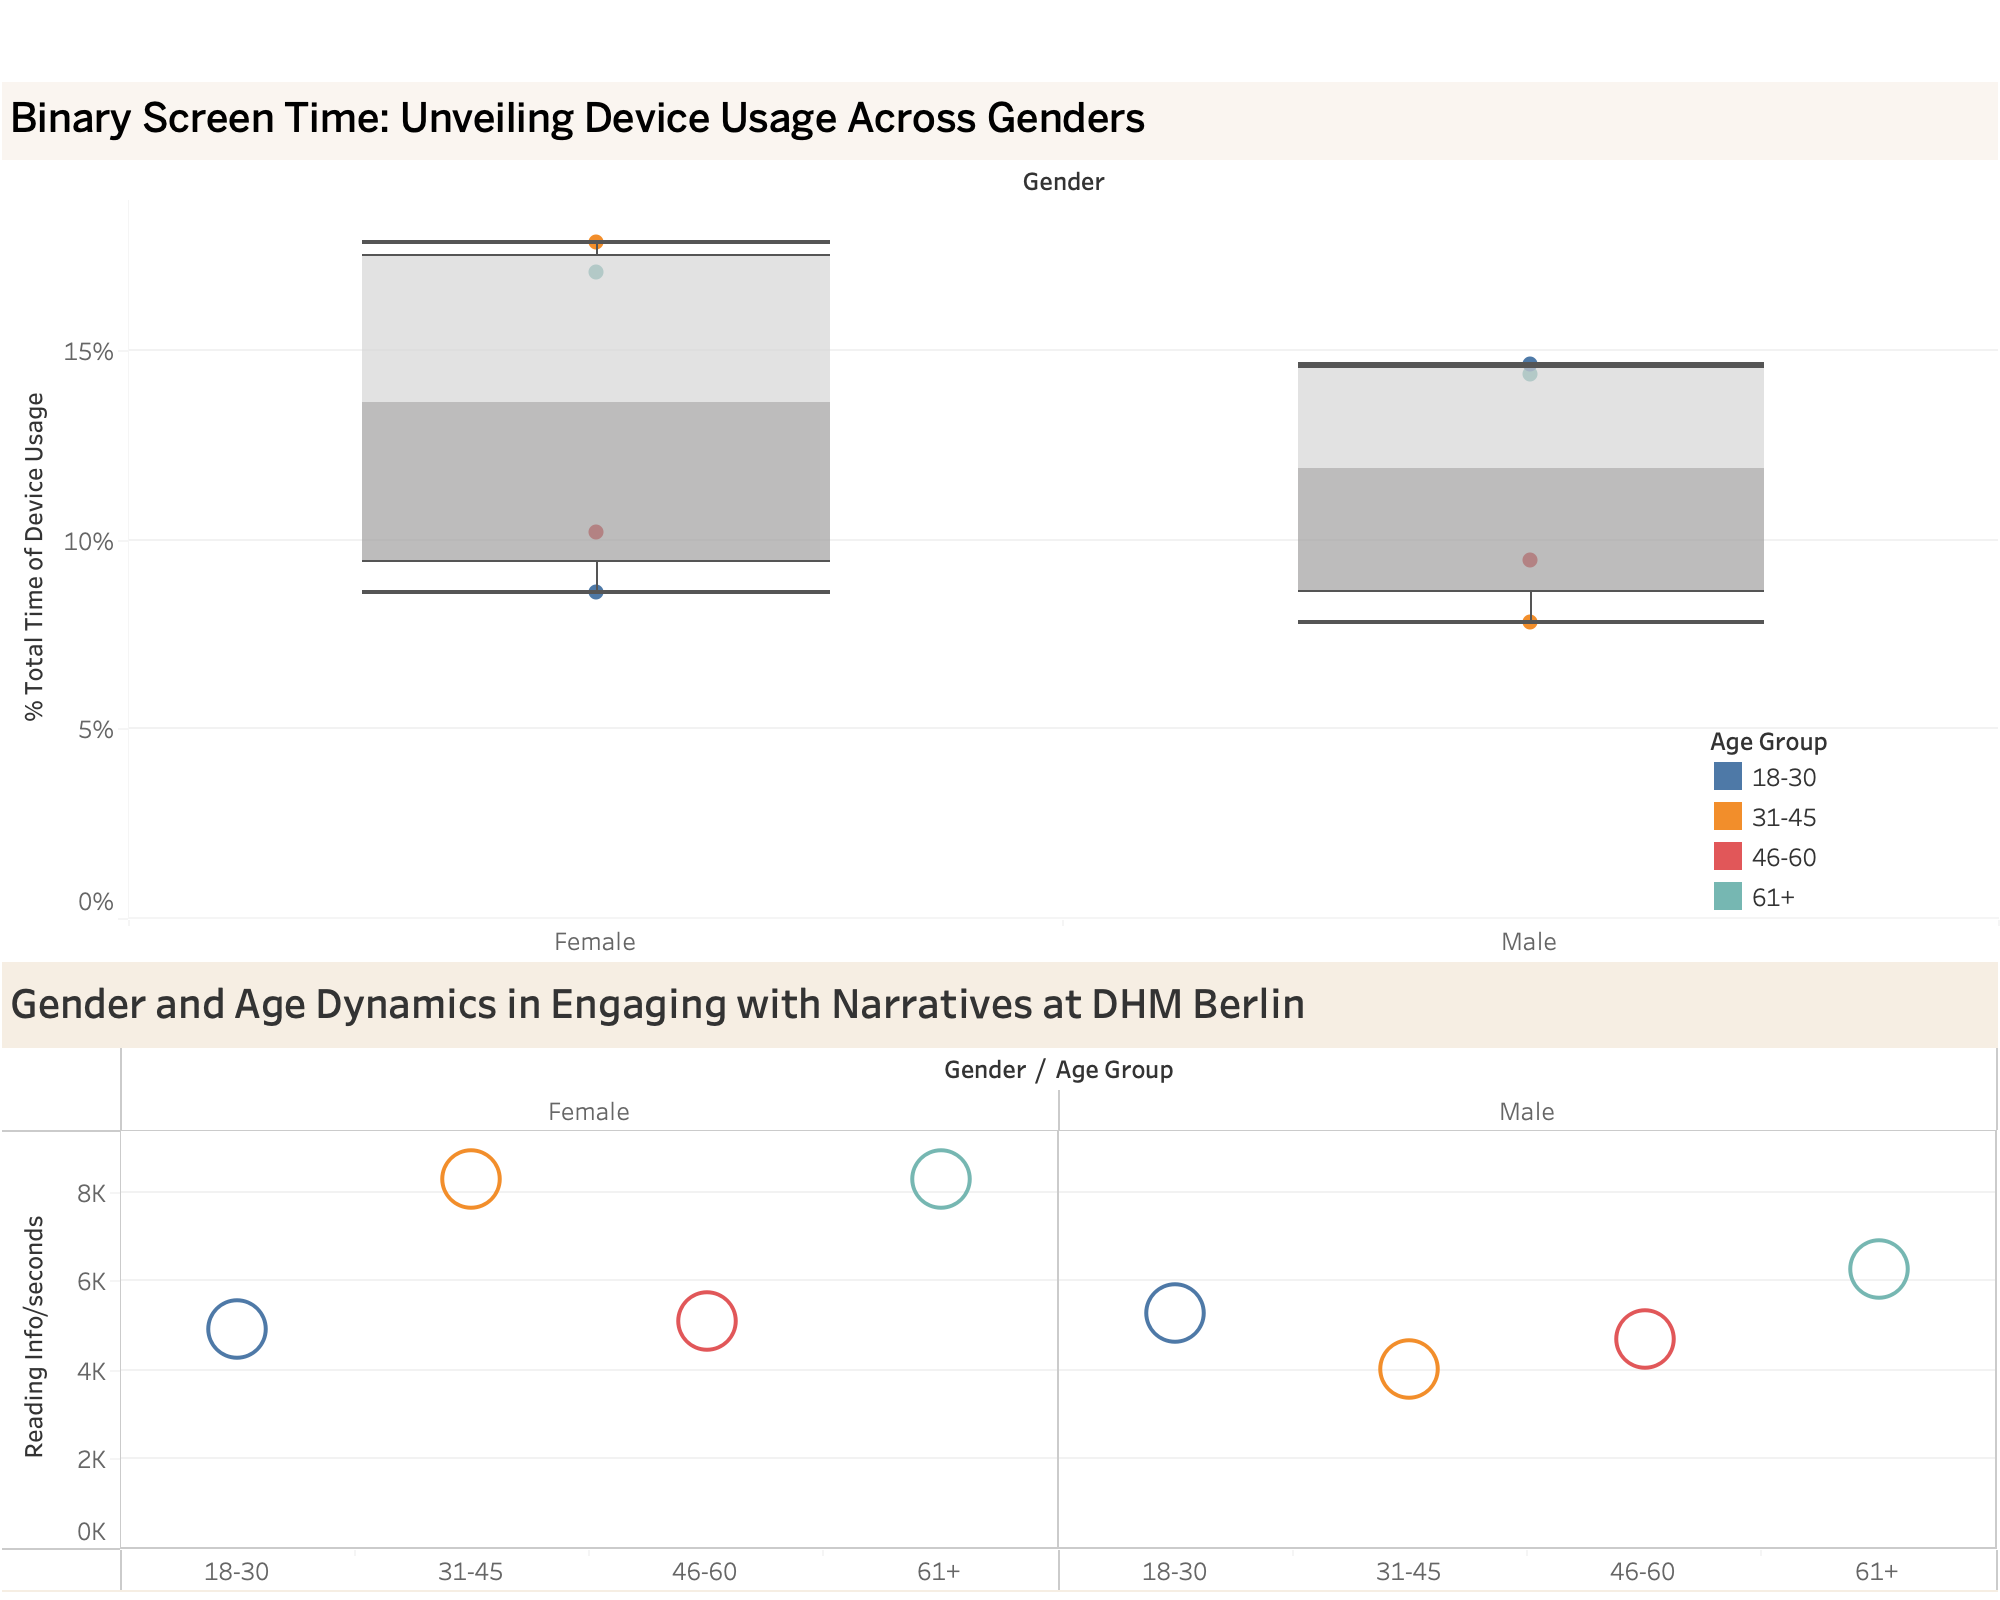 Binary Screen Time: Unveiling Device Usage Across Genders
Gender
% Total Time of Device Usage
15%
10%
5%
0%
Age Group
18-30
31-45
46-60
61+
Female
Male
Gender and Age Dynamics in Engaging with Narratives at DHM Berlin
Gender / Age Group
Female
Male
Reading Info/seconds
8K
6K
4K
2K
0K
18-30
31-45
46-60
61+
18-30
31-45
46-60
61+